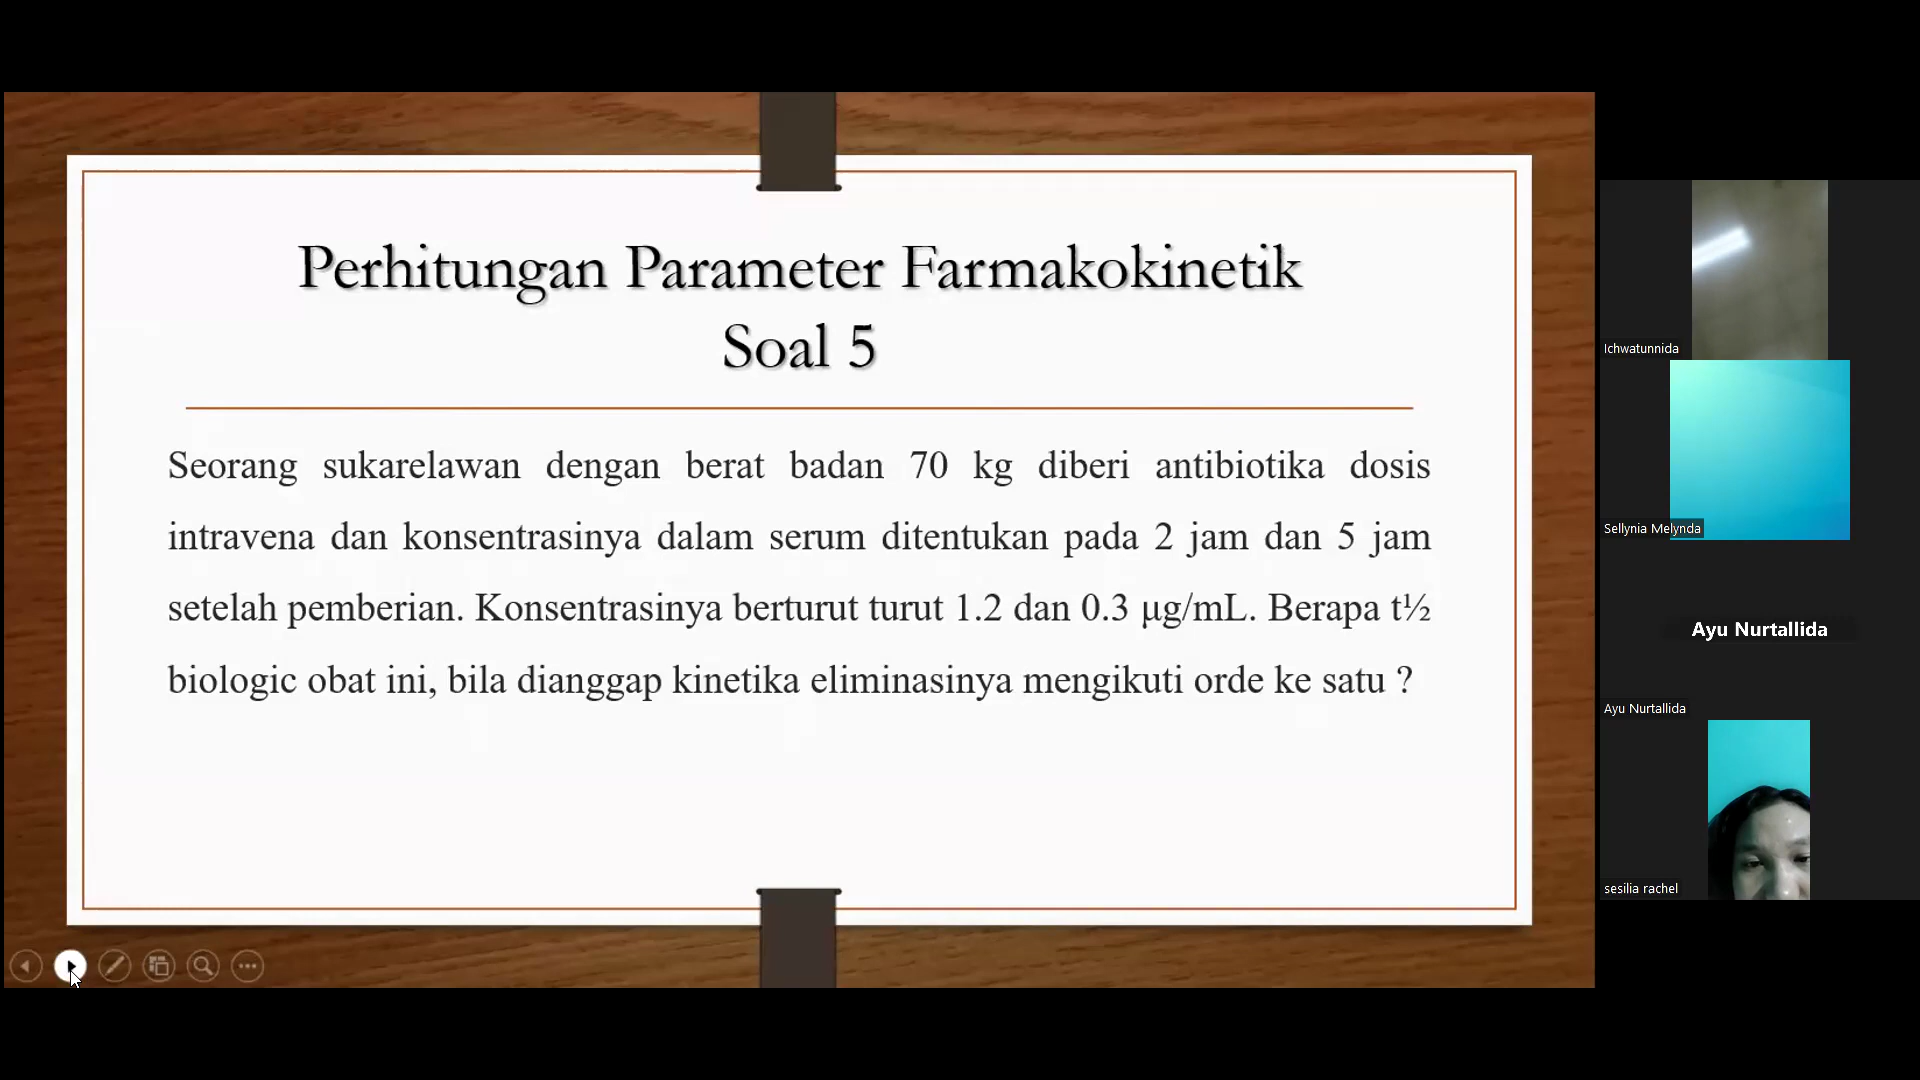 Perhitungan Parameter Farmakokinetik
Soal 5
Seorang sukarelawan dengan berat badan 70 kg diberi antibiotika dosis
intravena dan konsentrasinya dalam serum ditentukan pada 2 jam dan 5 jam
setelah pemberian. Konsentrasinya berturut turut 1.2 dan 0.3 μg/mL. Berapa t½
biologic obat ini, bila dianggap kinetika eliminasinya mengikuti orde ke satu ?
Ichwatunnida
Sellynia Melynda
Ayu Nurtallida
Ayu Nurtallida
sesilia rachel